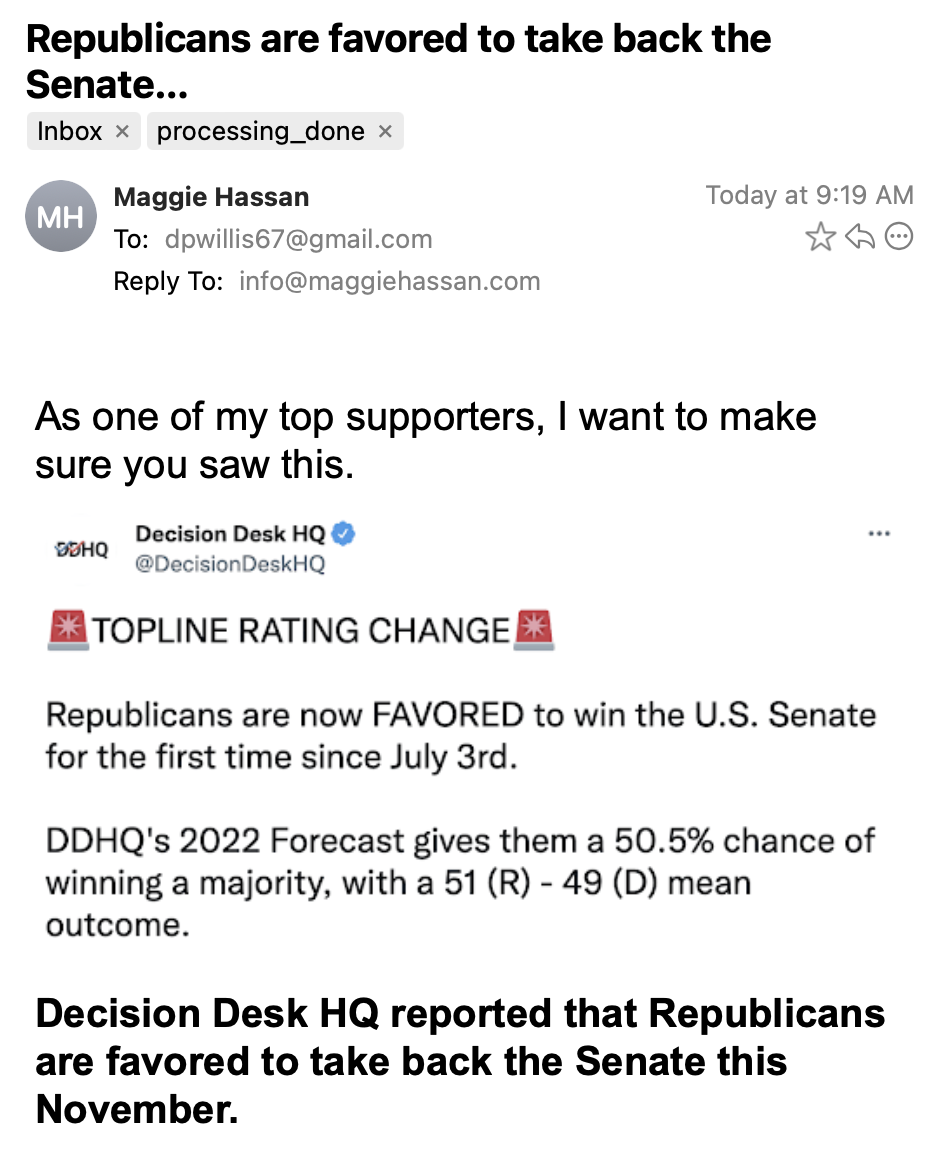 Republicans are favored to take back the
Senate...
Inbox ×
processing_done ×
MH
Maggie Hassan
Today at 9:19 AM
To: dpwillis67@gmail.com
Reply To: info@maggiehassan.com
As one of my top supporters, I want to make
sure you saw this.
DDHQ
Decision Desk HQ
@DecisionDeskHQ
🚨TOPLINE RATING CHANGE🚨
Republicans are now FAVORED to win the U.S. Senate
for the first time since July 3rd.
DDHQ's 2022 Forecast gives them a 50.5% chance of
winning a majority, with a 51 (R) - 49 (D) mean
outcome.
Decision Desk HQ reported that Republicans
are favored to take back the Senate this
November.